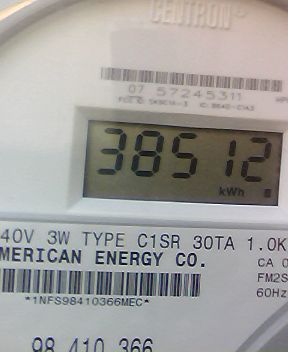 CENTRON
07 57245311
38512
kWh
40V 3W TYPE C1SR 30TA 1.0K
MERICAN ENERGY CO.
CA 0
FM2S
60Hz
*1NFS98410366MEC*
98 410 366